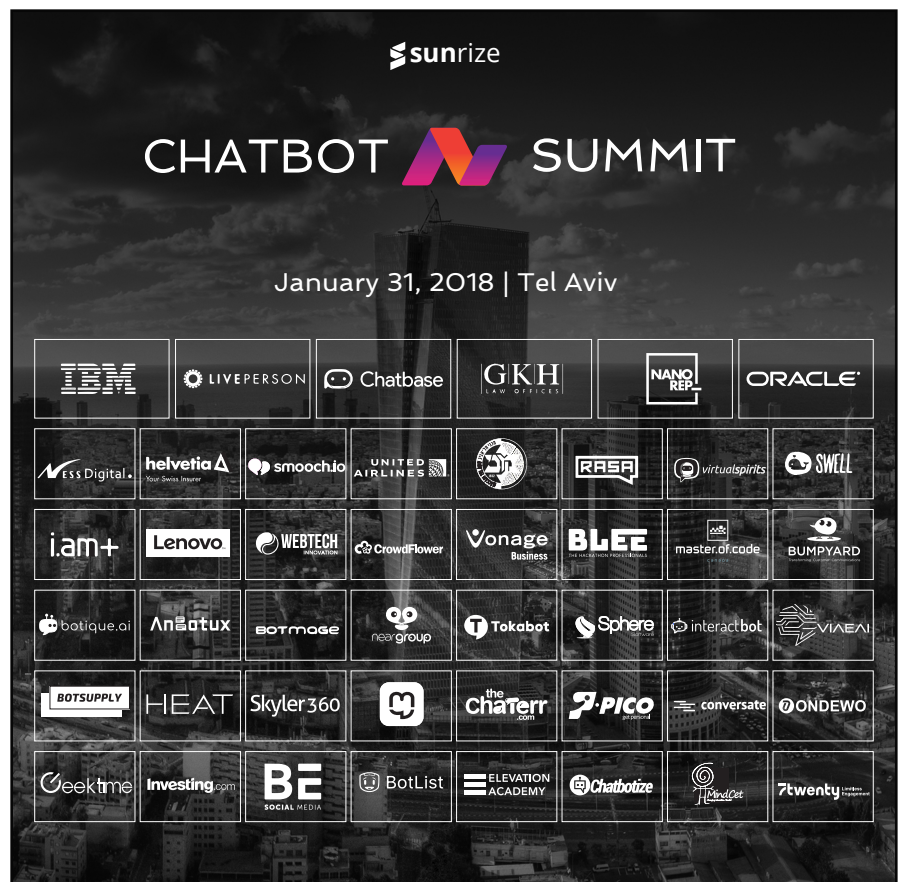 sunrize
CHATBOT SUMMIT
January 31, 2018 | Tel Aviv
IBM
LIVEPERSON
Chatbase
GKH
LAW OFFICES
NANO
REP
ORACLE
NESS Digital.
helvetia
Your Swiss Insurer
smooch.io
UNITED
AIRLINES
RASA
virtualspirits
SWELL
i.am+
Lenovo
WEBTECH
INNOVATION
CrowdFlower
Vonage
Business
BLEE
THE HACKATHON PROFESSIONALS
master.of.code
BUMPYARD
botique.ai
BOTMAGE
neargroup
Tokabot
Sphere
interactbot
VIAEAI
BOTSUPPLY
HEAT
Skyler360
the
ChaTerr
.com
PICO
get personal
conversate
ONDEWO
Geektime
Investing.com
BE
SOCIAL MEDIA
BotList
ELEVATION
ACADEMY
Chatbotize
MindCet
7twenty
Limitless
Engagement